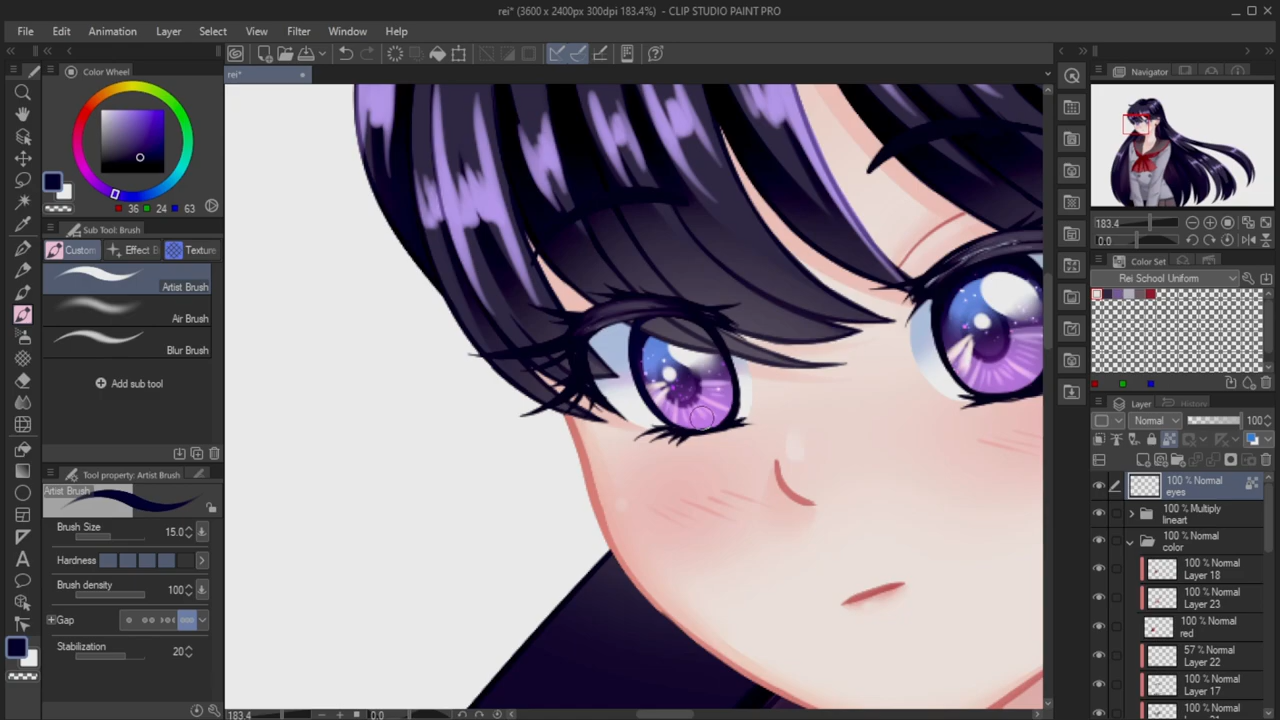 rei* (3600 x 2400px 300dpi 183.4%) - CLIP STUDIO PAINT PRO
File Edit Animation Layer Select View Filter Window Help
Color Wheel
36 24 63
Sub Tool: Brush
Custom Effect B Texture
Artist Brush
Air Brush
Blur Brush
Add sub tool
Tool property: Artist Brush
Artist Brush
Brush Size 15.0
Hardness
Brush density 100
Gap
Stabilization 20
rei*
183.4 0.0
Navigator
183.4
0.0
Color Set
Rei School Uniform
Layer History
Normal 100
100 % Normal
eyes
100 % Multiply
lineart
100 % Normal
color
100 % Normal
Layer 18
100 % Normal
Layer 23
100 % Normal
red
57 % Normal
Layer 22
100 % Normal
Layer 17
100 % Normal